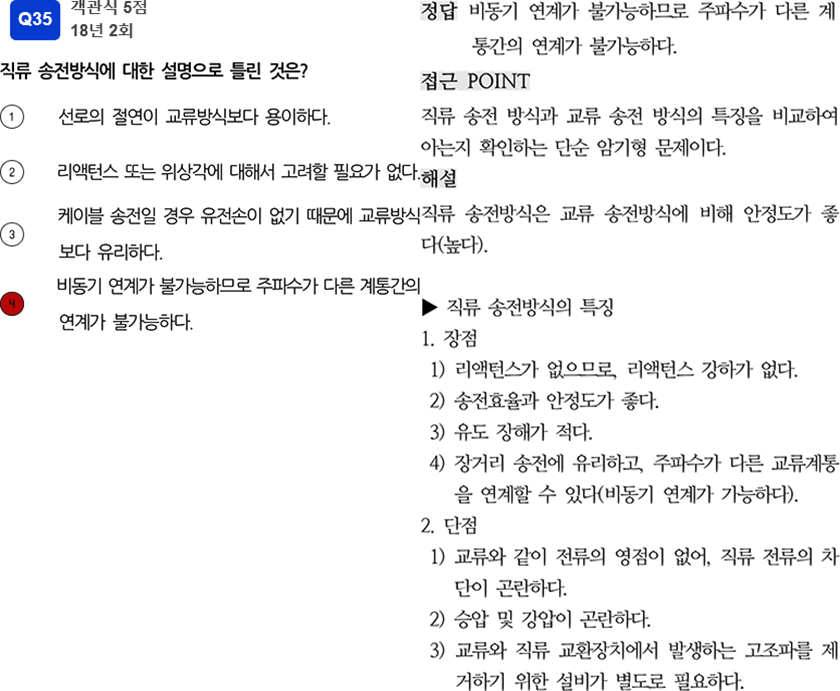 Q35
객관식 5점
18년 2회
직류 송전방식에 대한 설명으로 틀린 것은?
1 선로의 절연이 교류방식보다 용이하다.
2 리액턴스 또는 위상각에 대해서 고려할 필요가 없다.
3 케이블 송전일 경우 유전손이 없기 때문에 교류방식
보다 유리하다.
4 비동기 연계가 불가능하므로 주파수가 다른 계통간의
연계가 불가능하다.
정답 비동기 연계가 불가능하므로 주파수가 다른 계
통간의 연계가 불가능하다.
접근 POINT
직류 송전 방식과 교류 송전 방식의 특징을 비교하여
아는지 확인하는 단순 암기형 문제이다.
해설
직류 송전방식은 교류 송전방식에 비해 안정도가 좋
다(높다).
▶ 직류 송전방식의 특징
1. 장점
1) 리액턴스가 없으므로, 리액턴스 강하가 없다.
2) 송전효율과 안정도가 좋다.
3) 유도 장해가 적다.
4) 장거리 송전에 유리하고, 주파수가 다른 교류계통
을 연계할 수 있다(비동기 연계가 가능하다).
2. 단점
1) 교류와 같이 전류의 영점이 없어, 직류 전류의 차
단이 곤란하다.
2) 승압 및 강압이 곤란하다.
3) 교류와 직류 교환장치에서 발생하는 고조파를 제
거하기 위한 설비가 별도로 필요하다.